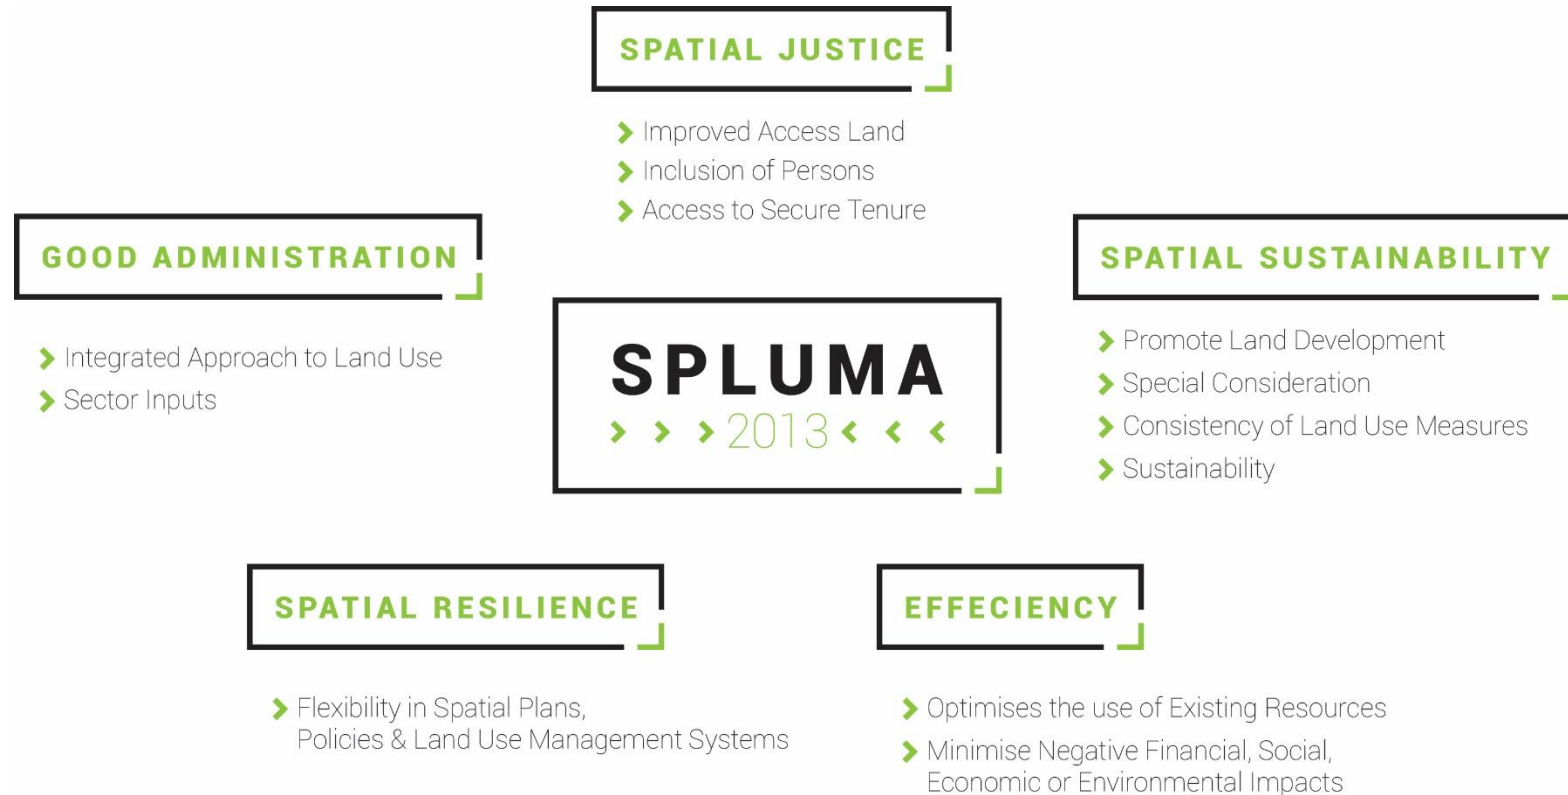 SPATIAL JUSTICE
Improved Access Land
Inclusion of Persons
Access to Secure Tenure
GOOD ADMINISTRATION
Integrated Approach to Land Use
Sector Inputs
SPLUMA
2013
SPATIAL SUSTAINABILITY
Promote Land Development
Special Consideration
Consistency of Land Use Measures
Sustainability
SPATIAL RESILIENCE
Flexibility in Spatial Plans,
Policies & Land Use Management Systems
EFFECIENCY
Optimises the use of Existing Resources
Minimise Negative Financial, Social,
Economic or Environmental Impacts